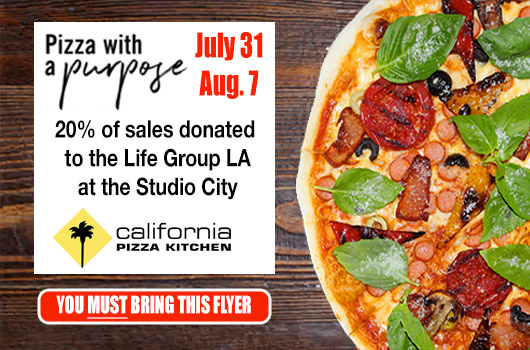 Pizza with
a purpose
July 31
Aug. 7
20% of sales donated
to the Life Group LA
at the Studio City
california
PIZZA KITCHEN
YOU MUST BRING THIS FLYER